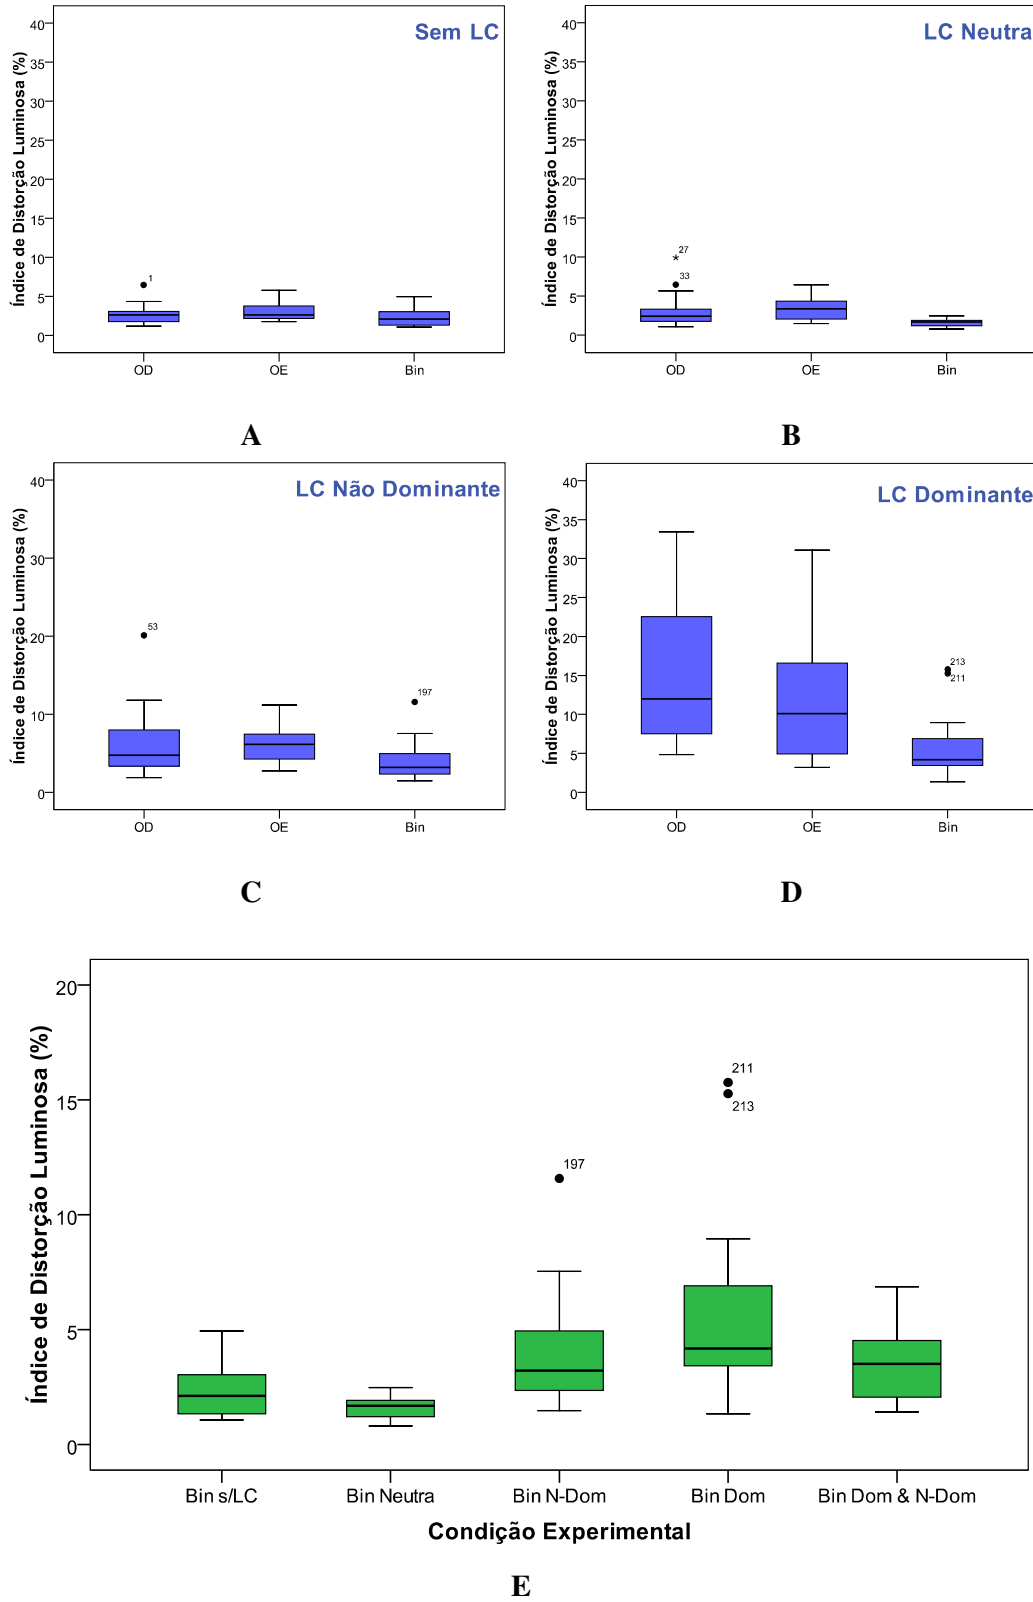 Sem LC
Índice de Distorção Luminosa (%)
40
35
30
25
20
15
10
5
0
1
OD OE Bin
A
LC Neutra
Índice de Distorção Luminosa (%)
40
35
30
25
20
15
10
5
0
*27
33
OD OE Bin
B
LC Não Dominante
Índice de Distorção Luminosa (%)
40
30
20
10
0
53
197
OD OE Bin
C
LC Dominante
Índice de Distorção Luminosa (%)
40
35
30
25
20
15
10
5
0
213
211
OD OE Bin
D
Índice de Distorção Luminosa (%)
20
15
10
5
0
211
213
197
Bin s/LC Bin Neutra Bin N-Dom Bin Dom Bin Dom & N-Dom
Condição Experimental
E